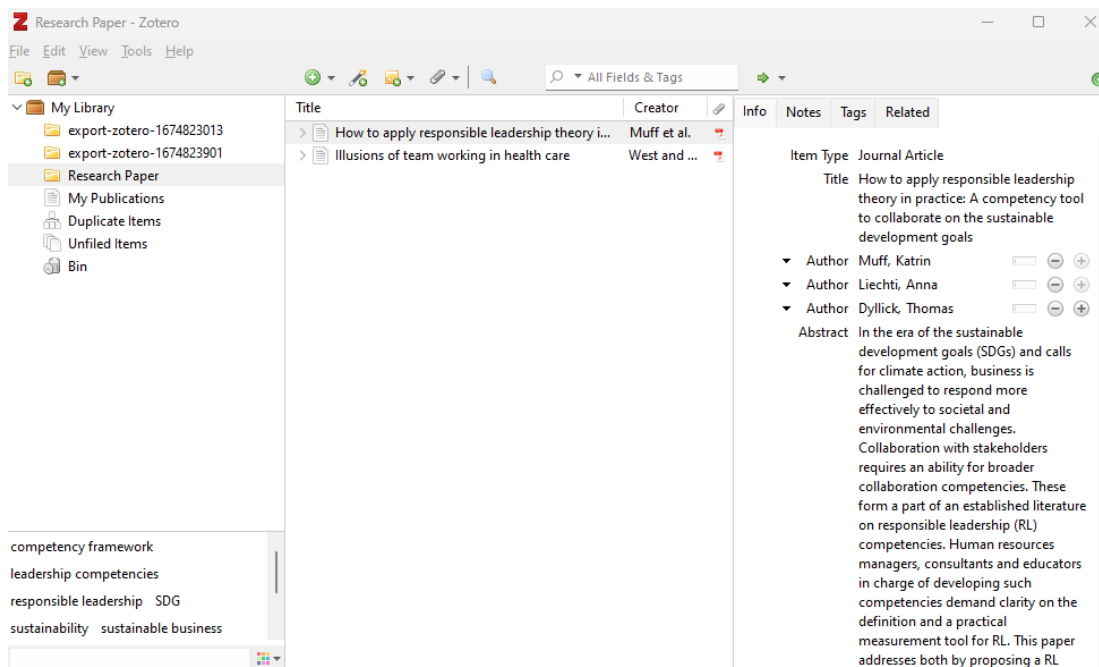 Research Paper - Zotero
File Edit View Tools Help
All Fields & Tags
My Library
export-zotero-1674823013
export-zotero-1674823901
Research Paper
My Publications
Duplicate Items
Unfiled Items
Bin
competency framework
leadership competencies
responsible leadership SDG
sustainability sustainable business
Title Creator
How to apply responsible leadership theory i... Muff et al.
Illusions of team working in health care West and ...
Info Notes Tags Related
Item Type Journal Article
Title How to apply responsible leadership
theory in practice: A competency tool
to collaborate on the sustainable
development goals
Author Muff, Katrin
Author Liechti, Anna
Author Dyllick, Thomas
Abstract In the era of the sustainable
development goals (SDGs) and calls
for climate action, business is
challenged to respond more
effectively to societal and
environmental challenges.
Collaboration with stakeholders
requires an ability for broader
collaboration competencies. These
form a part of an established literature
on responsible leadership (RL)
competencies. Human resources
managers, consultants and educators
in charge of developing such
competencies demand clarity on the
definition and a practical
measurement tool for RL. This paper
addresses both by proposing a RL